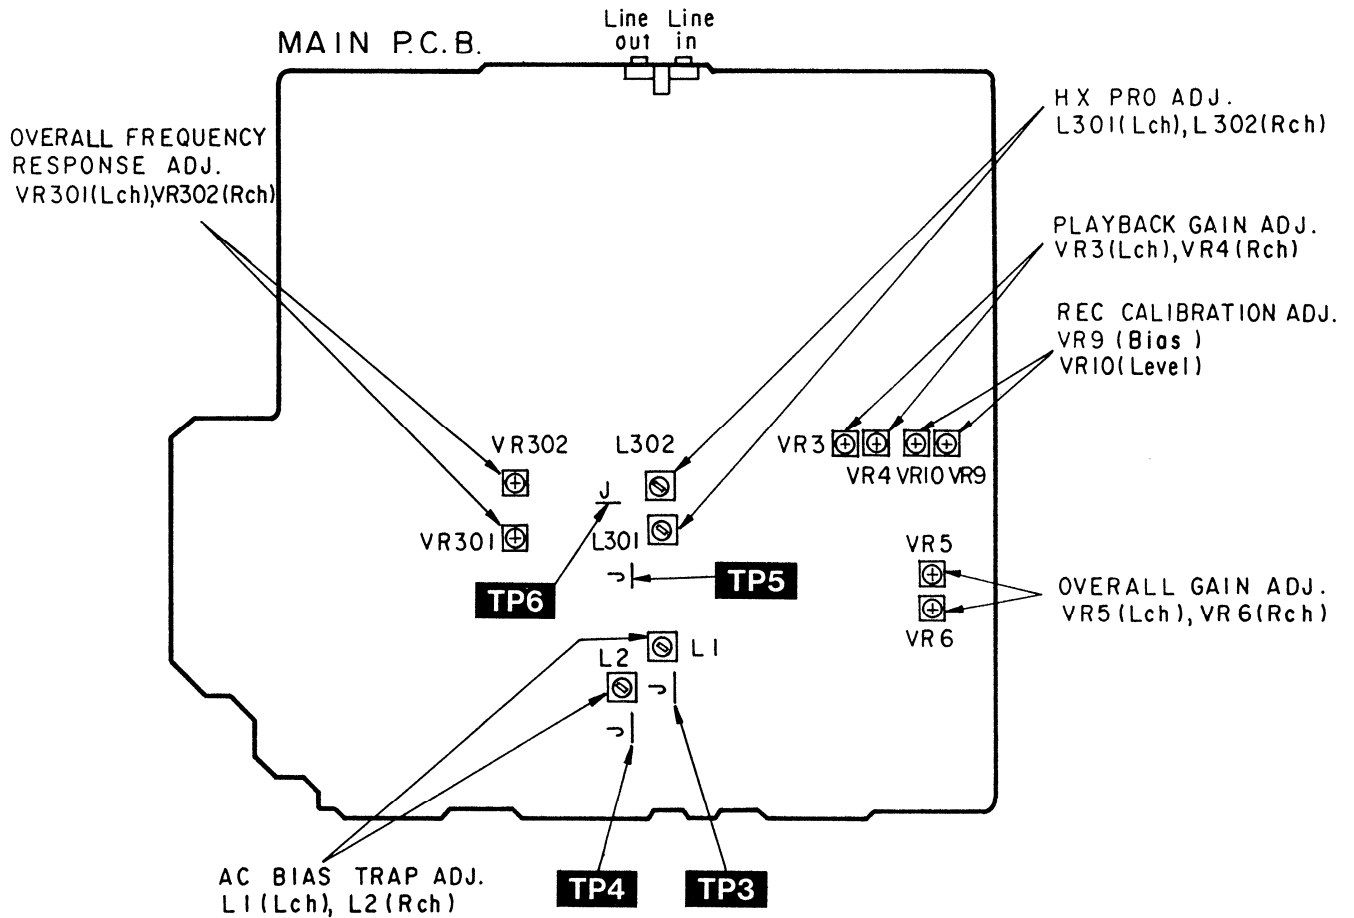 Line Line
out in
MAIN P.C.B.
HX PRO ADJ.
L301(Lch), L302(Rch)
OVERALL FREQUENCY
RESPONSE ADJ.
VR301(Lch),VR302(Rch)
PLAYBACK GAIN ADJ.
VR3(Lch), VR4(Rch)
REC CALIBRATION ADJ.
VR9 (Bias )
VR10(Level)
VR302 L302 VR3
VR4 VR10 VR9
J
VR301 L301 VR5
J TP5
TP6
OVERALL GAIN ADJ.
VR5(Lch), VR6(Rch)
VR6
L2 L1
J
J
AC BIAS TRAP ADJ.
L1(Lch), L2(Rch)
TP4 TP3